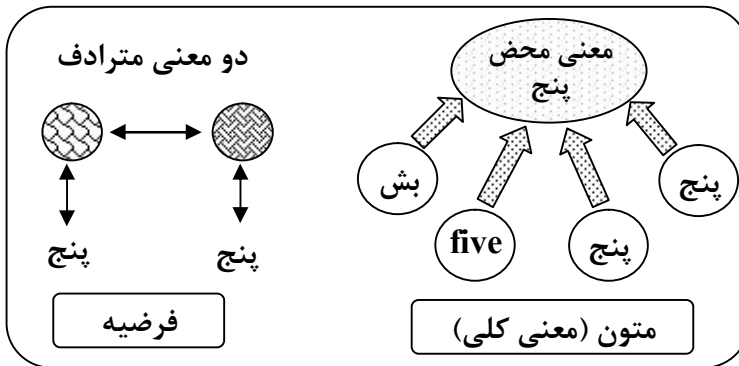 دو معنی مترادف
پنج
پنج
فرضیه
معنی محض
پنج
بش
five
پنج
پنج
متون (معنی کلی)